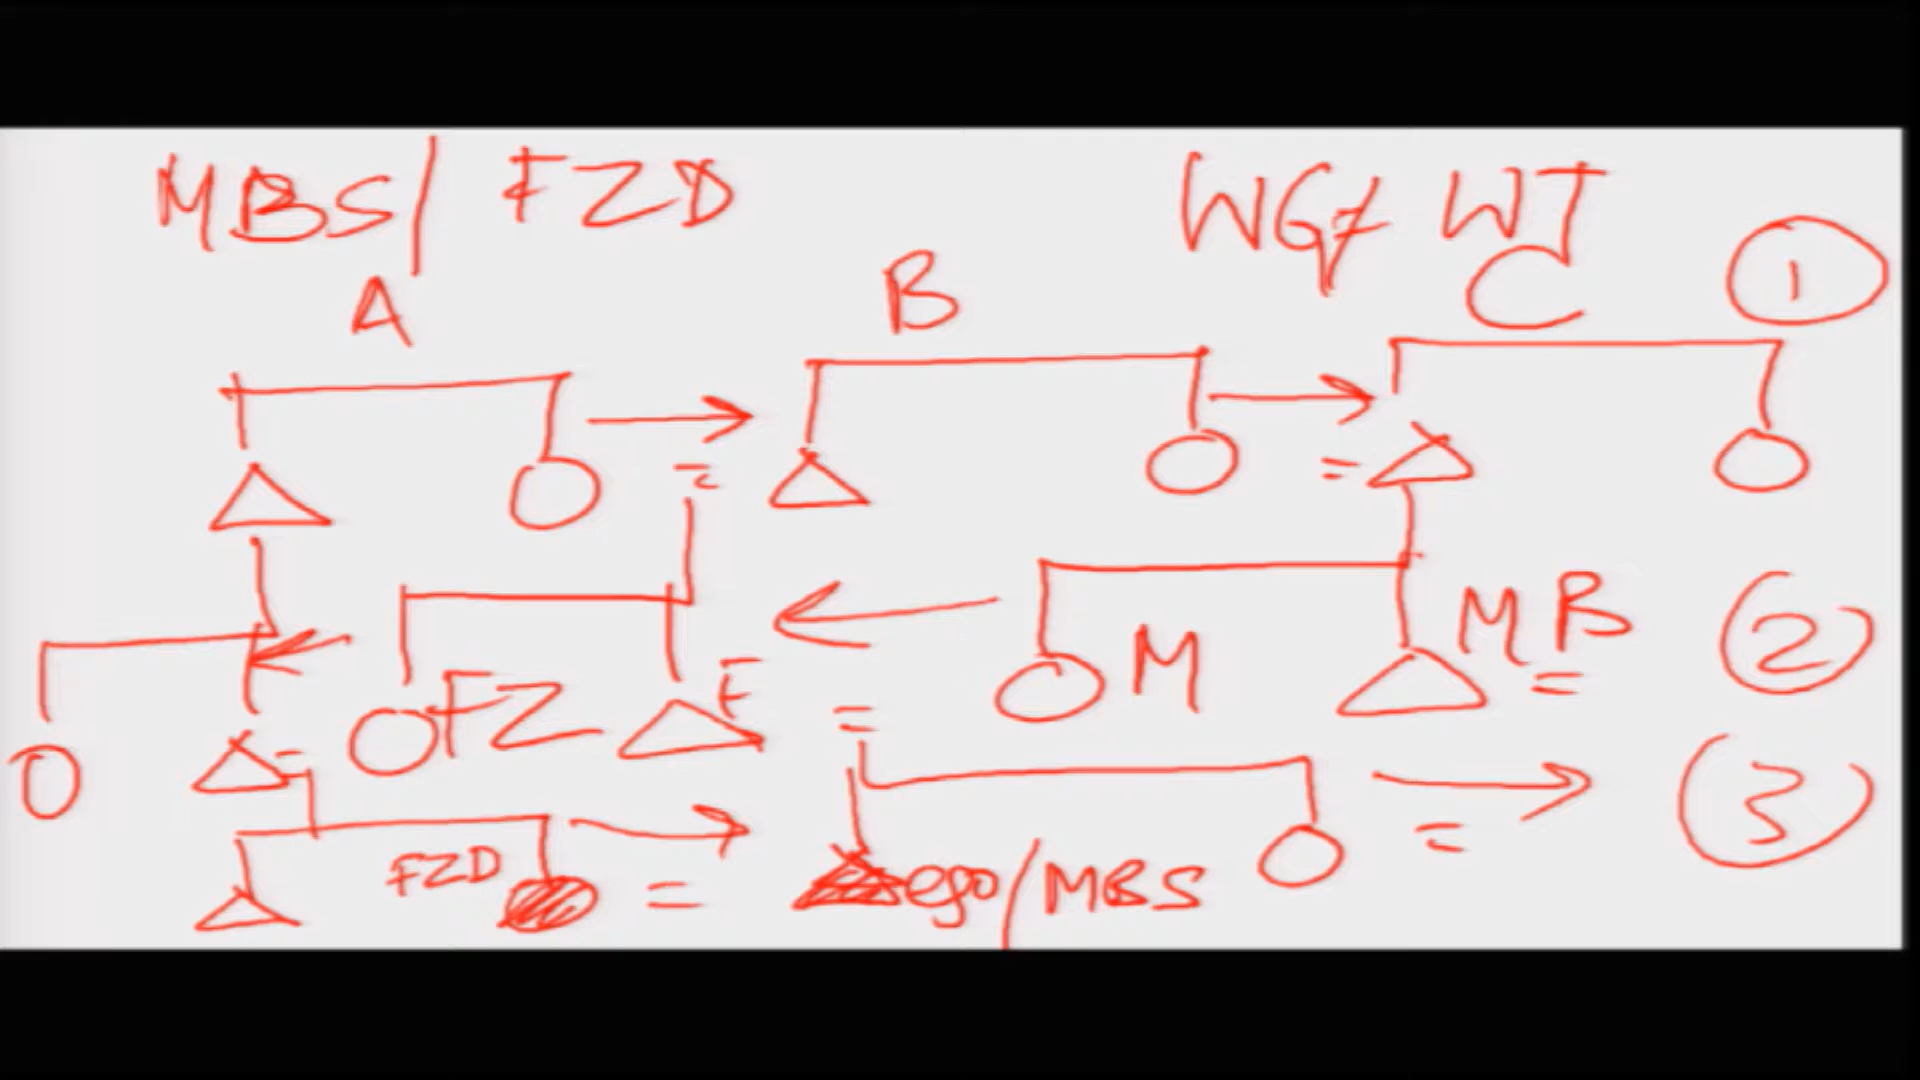 MBS/ FZD WG≠ WT
A B C 1
M MB 2
FZ F = =
3
FZD = ego/MBS =